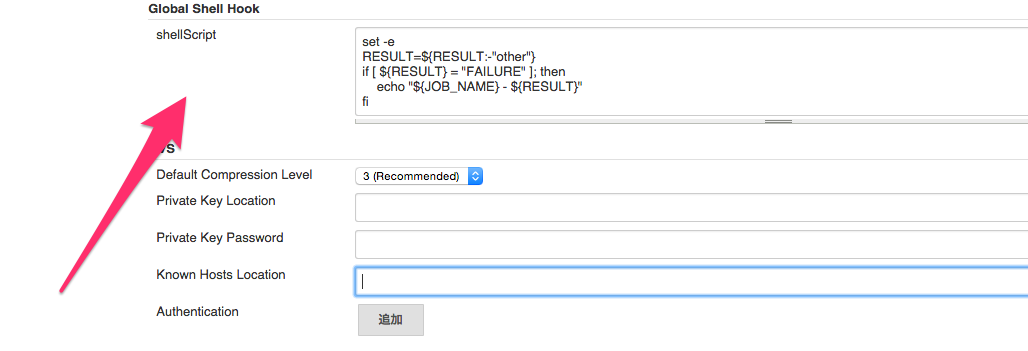 Global Shell Hook
shellScript
set -e
RESULT=${RESULT:-"other"}
if [ ${RESULT} = "FAILURE" ]; then
echo "${JOB_NAME} - ${RESULT}"
fi
Default Compression Level
3 (Recommended)
Private Key Location
Private Key Password
Known Hosts Location
Authentication
追加